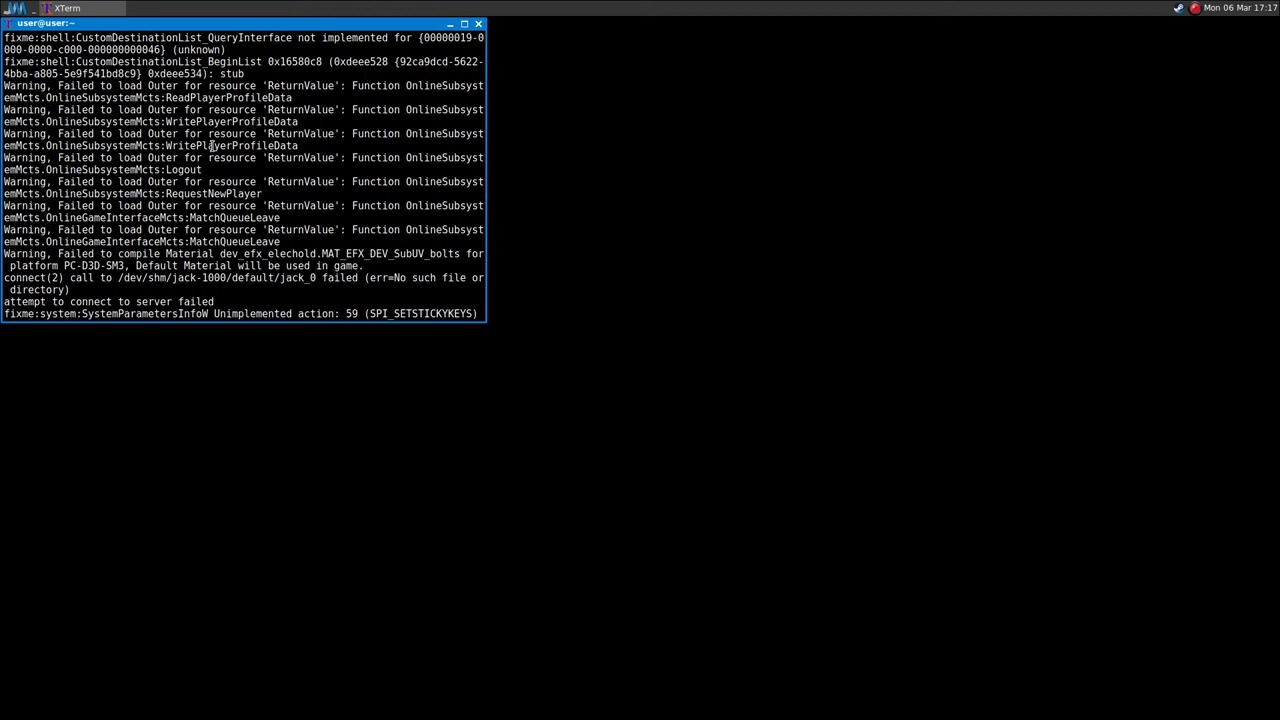 XTerm
Mon 06 Mar 17:17
user@user:~
fixme:shell:CustomDestinationList_QueryInterface not implemented for {00000019-0
000-0000-c000-000000000046} (unknown)
fixme:shell:CustomDestinationList_BeginList 0x16580c8 (0xdeee528 {92ca9dcd-5622-
4bba-a805-5e9f541bd8c9} 0xdeee534): stub
Warning, Failed to load Outer for resource 'ReturnValue': Function OnlineSubsyst
emMcts.OnlineSubsystemMcts:ReadPlayerProfileData
Warning, Failed to load Outer for resource 'ReturnValue': Function OnlineSubsyst
emMcts.OnlineSubsystemMcts:WritePlayerProfileData
Warning, Failed to load Outer for resource 'ReturnValue': Function OnlineSubsyst
emMcts.OnlineSubsystemMcts:WritePlayerProfileData
Warning, Failed to load Outer for resource 'ReturnValue': Function OnlineSubsyst
emMcts.OnlineSubsystemMcts:Logout
Warning, Failed to load Outer for resource 'ReturnValue': Function OnlineSubsyst
emMcts.OnlineSubsystemMcts:RequestNewPlayer
Warning, Failed to load Outer for resource 'ReturnValue': Function OnlineSubsyst
emMcts.OnlineGameInterfaceMcts:MatchQueueLeave
Warning, Failed to load Outer for resource 'ReturnValue': Function OnlineSubsyst
emMcts.OnlineGameInterfaceMcts:MatchQueueLeave
Warning, Failed to compile Material dev_efx_elechold.MAT_EFX_DEV_SubUV_bolts for
platform PC-D3D-SM3, Default Material will be used in game.
connect(2) call to /dev/shm/jack-1000/default/jack_0 failed (err=No such file or
directory)
attempt to connect to server failed
fixme:system:SystemParametersInfoW Unimplemented action: 59 (SPI_SETSTICKYKEYS)